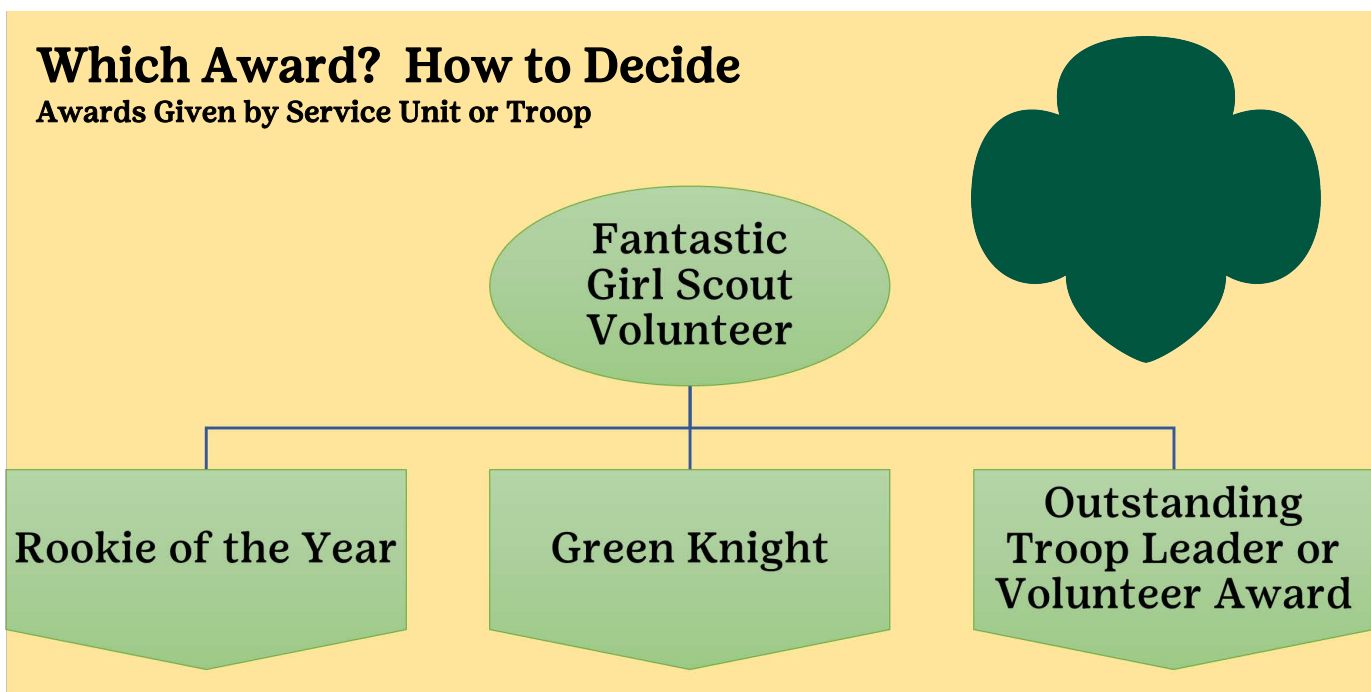 Which Award?  How to Decide
Awards Given by Service Unit or Troop
Fantastic
Girl Scout
Volunteer
Rookie of the Year
Green Knight
Outstanding
Troop Leader or
Volunteer Award